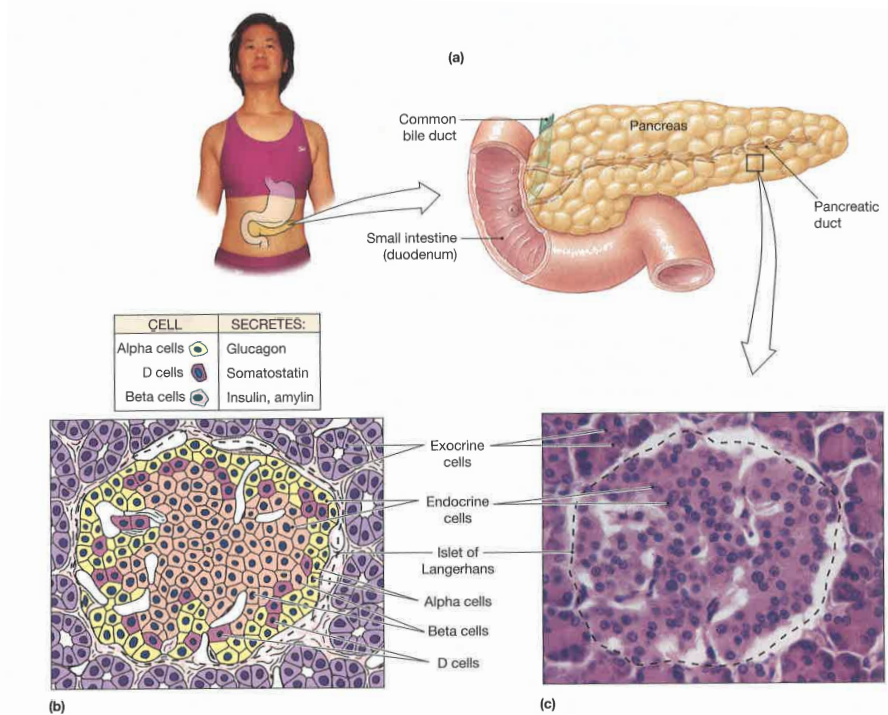 (a)
Common
bile duct
Pancreas
Pancreatic
duct
Small intestine
(duodenum)
CELL SECRETES:
Alpha cells Glucagon
D cells Somatostatin
Beta cells Insulin, amylin
Exocrine
cells
Endocrine
cells
Islet of
Langerhans
Alpha cells
Beta cells
D cells
(b)
(c)